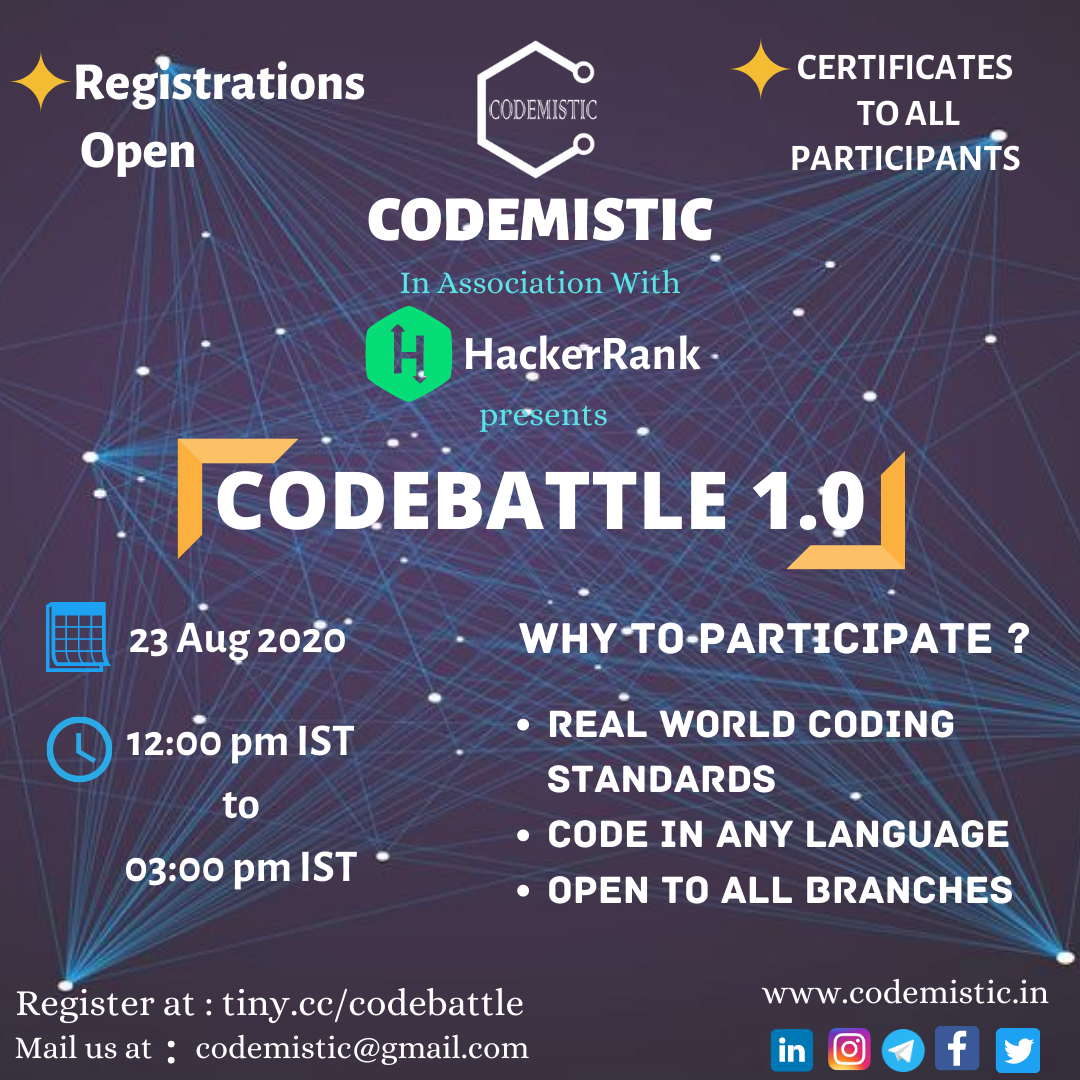 Registrations
Open
CODEMISTIC
CERTIFICATES
TO ALL
PARTICIPANTS
CODEMISTIC
In Association With
H HackerRank
presents
CODEBATTLE 1.0
23 Aug 2020
12:00 pm IST
to
03:00 pm IST
WHY TO PARTICIPATE ?
• REAL WORLD CODING
STANDARDS
• CODE IN ANY LANGUAGE
• OPEN TO ALL BRANCHES
Register at : tiny.cc/codebattle
Mail us at : codemistic@gmail.com
www.codemistic.in
in f